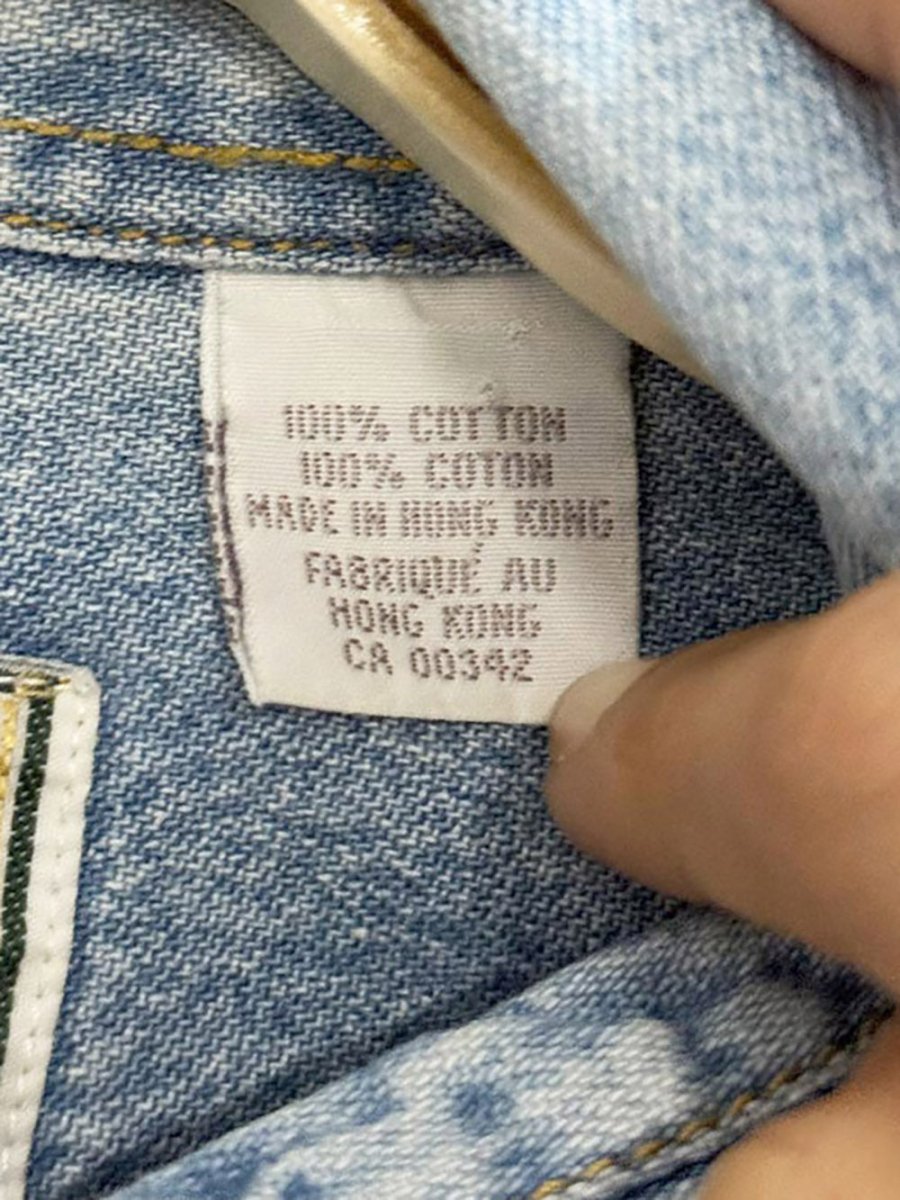 100% COTTON
100% COTON
MADE IN HONG KONG
FABRIQUÉ AU
HONG KONG
CA 00342